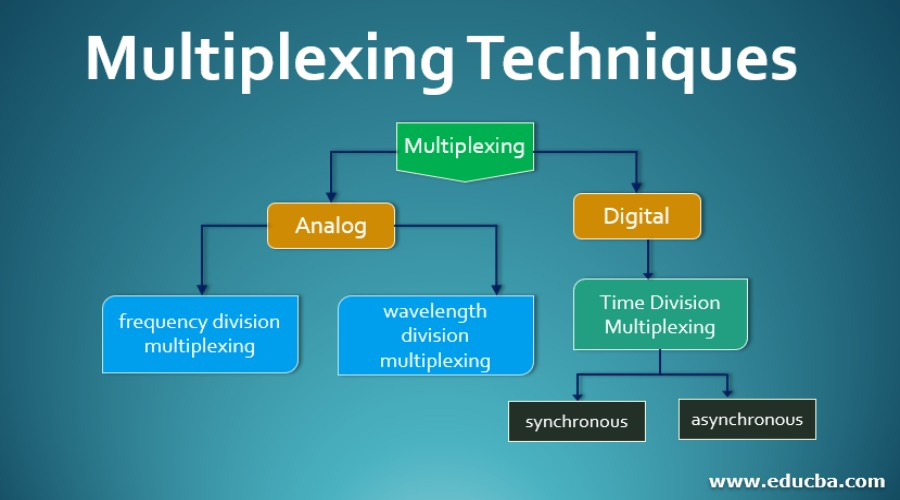 Multiplexing Techniques
Multiplexing
Analog
Digital
frequency division
multiplexing
wavelength
division
multiplexing
Time Division
Multiplexing
synchronous
asynchronous
www.educba.com